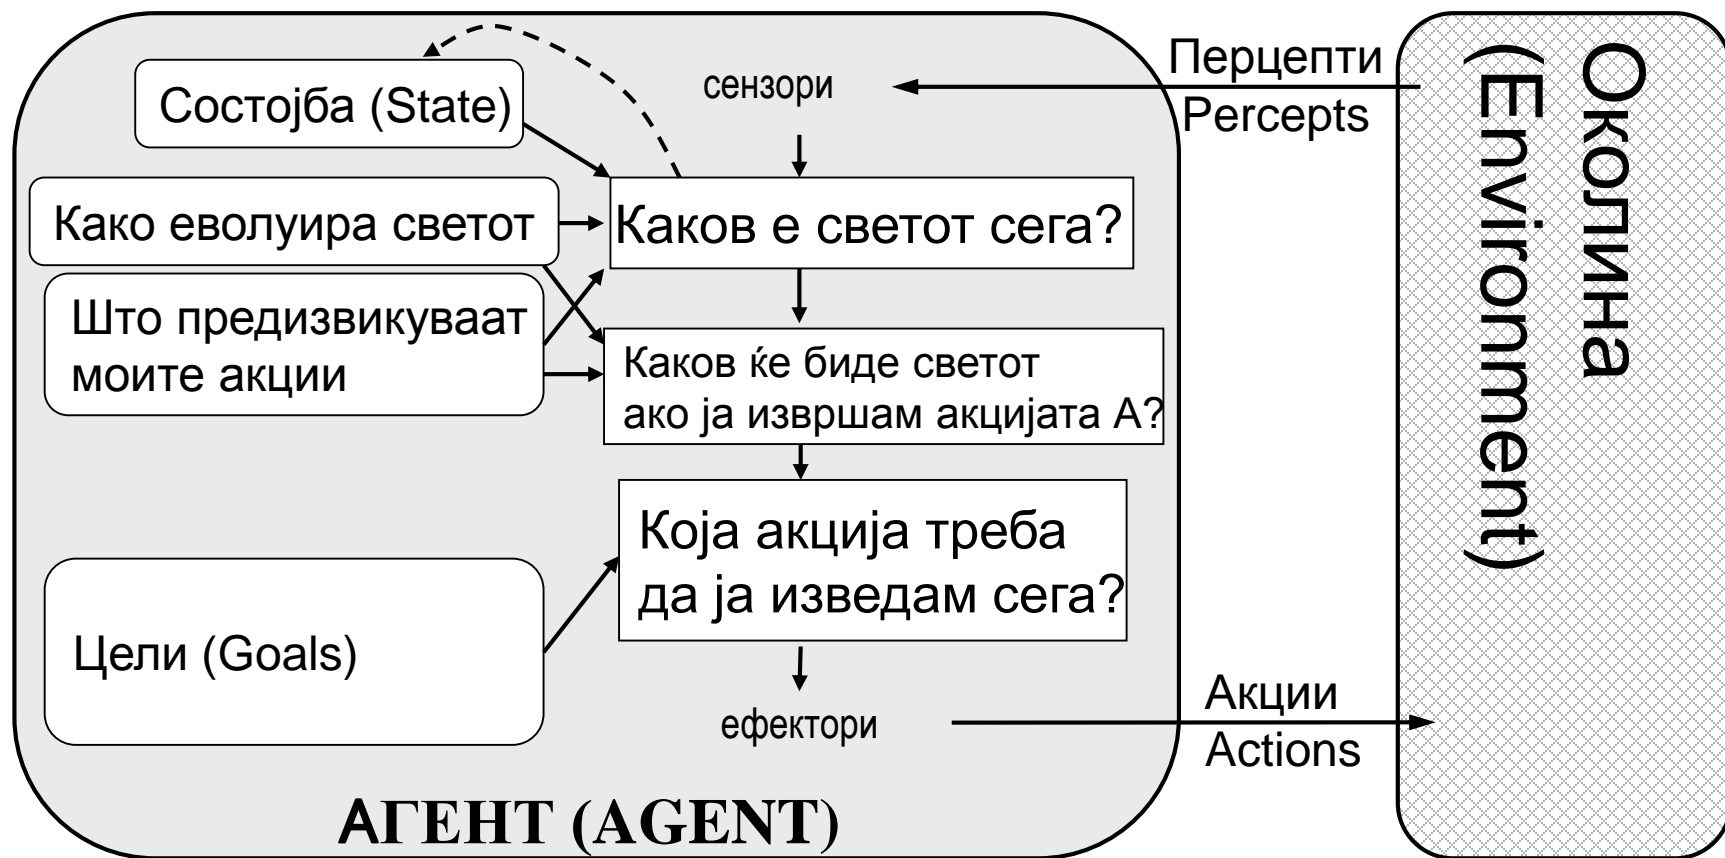 Состојба (State)
сензори
Перцепти
Percepts
Околина
(Environment)
Како еволуира светот
Каков е светот сега?
Што предизвикуваат
моите акции
Каков ќе биде светот
ако ја извршам акцијата А?
Која акција треба
да ја изведам сега?
Цели (Goals)
ефектори
Акции
Actions
АГЕНТ (AGENT)